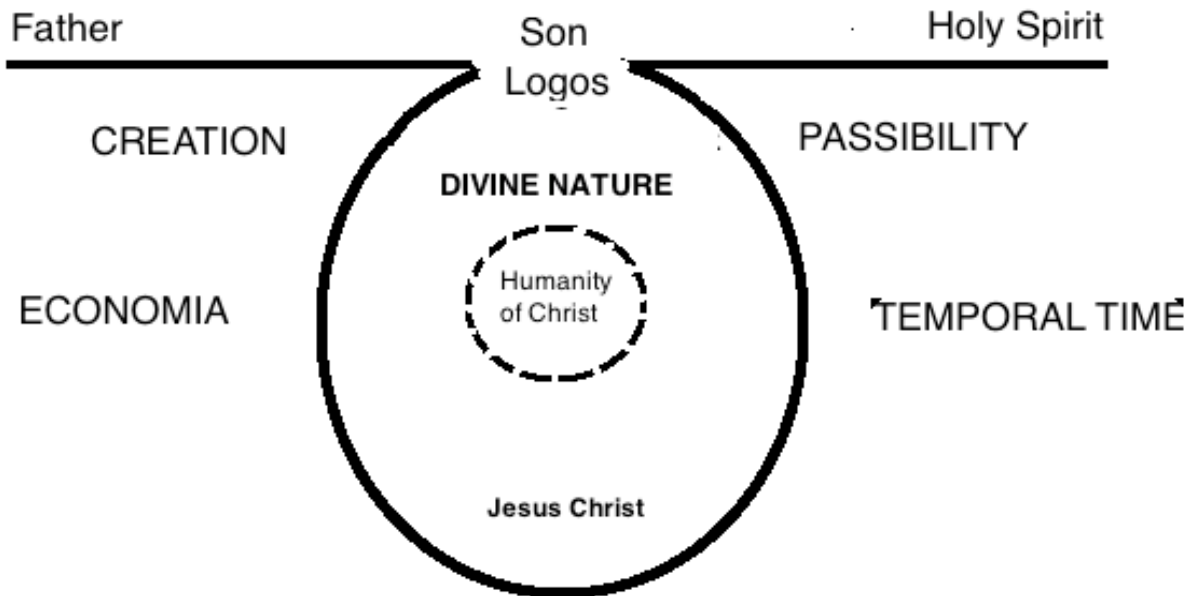 Father
Son
Holy Spirit
Logos
CREATION
PASSIBILITY
DIVINE NATURE
Humanity
of Christ
ECONOMIA
TEMPORAL TIME
Jesus Christ